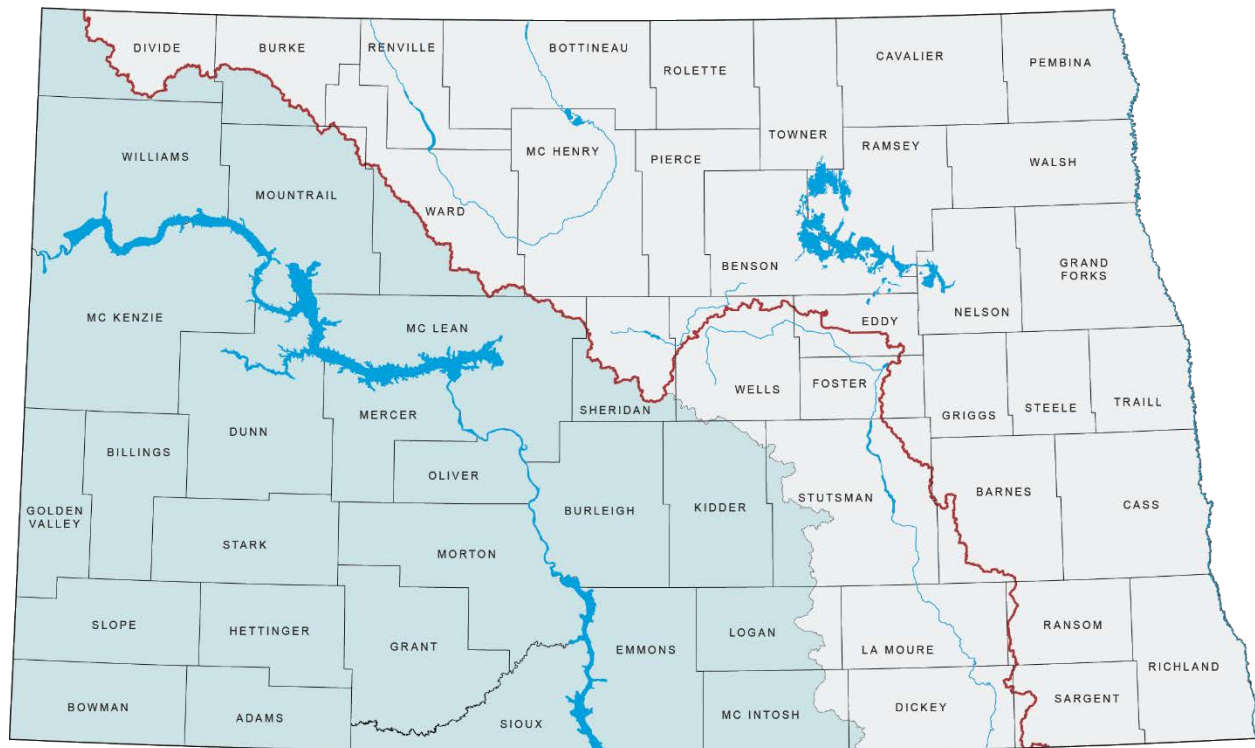 DIVIDE
BURKE
RENVILLE
BOTTINEAU
ROLETTE
CAVALIER
PEMBINA
TOWNER
RAMSEY
WALSH
WILLIAMS
MC HENRY
PIERCE
MOUNTRAIL
WARD
BENSON
GRAND
FORKS
NELSON
MC KENZIE
MC LEAN
EDDY
WELLS
FOSTER
GRIGGS
STEELE
TRAILL
SHERIDAN
MERCER
DUNN
BILLINGS
OLIVER
GOLDEN
VALLEY
BURLEIGH
KIDDER
STUTSMAN
BARNES
CASS
STARK
MORTON
SLOPE
HETTINGER
GRANT
EMMONS
LOGAN
LA MOURE
RANSOM
RICHLAND
BOWMAN
ADAMS
SIOUX
MC INTOSH
DICKEY
SARGENT